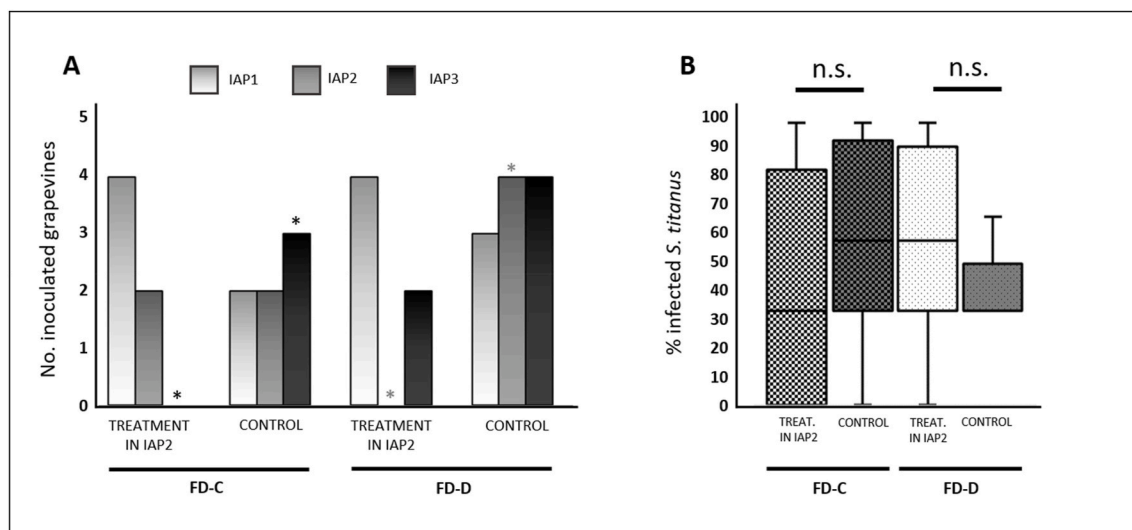 A
IAP1 IAP2 IAP3
No. inoculated grapevines
5
4
3
2
1
0
*
*
*
*
TREATMENT
IN IAP2
CONTROL
TREATMENT
IN IAP2
CONTROL
FD-C
FD-D
B
n.s.
n.s.
% infected S. titanus
100
90
80
70
60
50
40
30
20
10
0
TREAT.
IN IAP2
CONTROL
TREAT.
IN IAP2
CONTROL
FD-C
FD-D